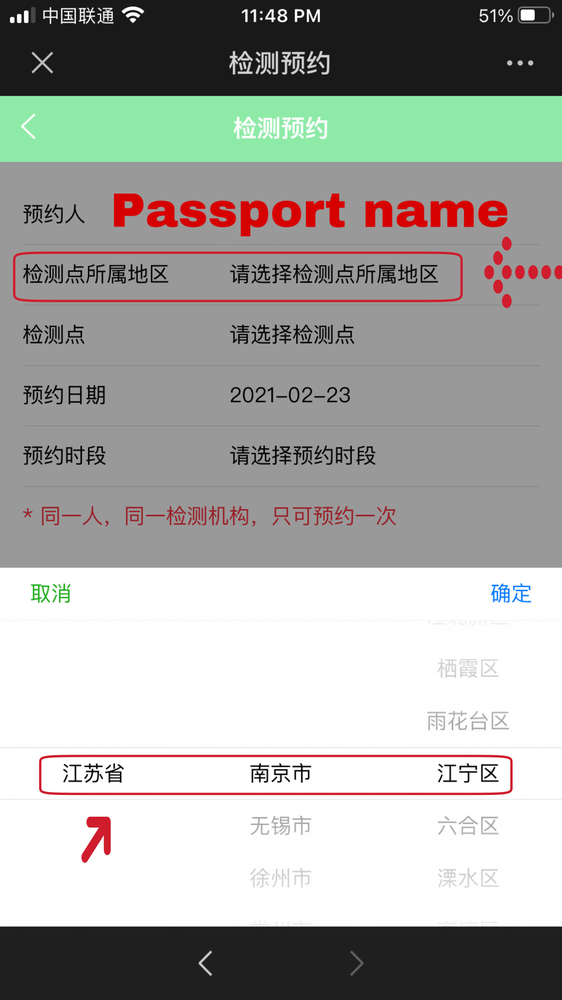 中国联通 11:48 PM 51%
检测预约
检测预约
预约人 Passport name
检测点所属地区 请选择检测点所属地区
检测点 请选择检测点
预约日期 2021-02-23
预约时段 请选择预约时段
* 同一人，同一检测机构，只可预约一次
取消 确定
栖霞区
雨花台区
江苏省 南京市 江宁区
无锡市 六合区
徐州市 溧水区